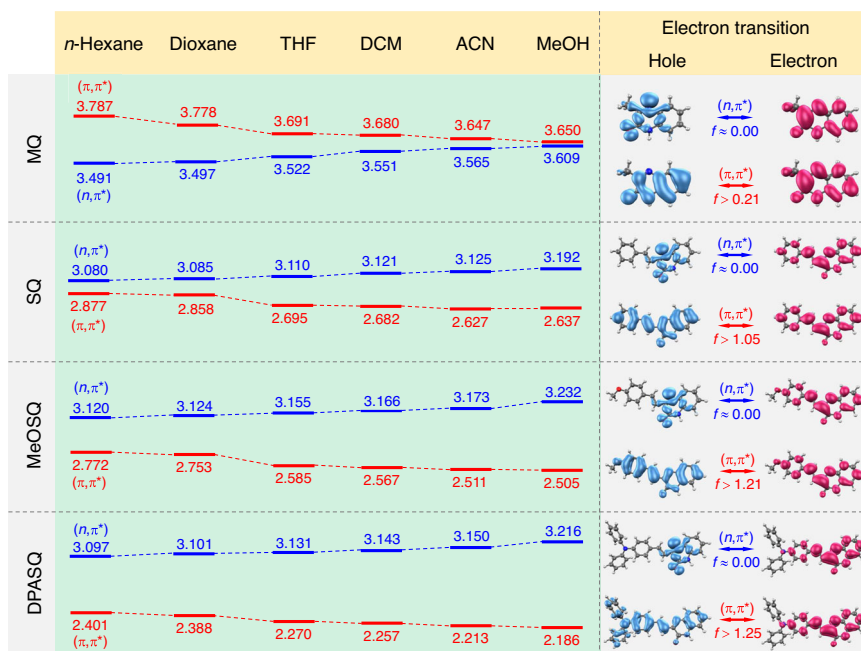 Electron transition
n-Hexane Dioxane THF DCM ACN MeOH
Hole Electron
MQ
(π,π*)
3.787 3.778 3.691 3.680 3.647 3.650
3.491 3.497 3.522 3.551 3.565 3.609
(n,π*)
(n,π*)
f ≈ 0.00
(π,π*)
f > 0.21
SQ
(n,π*)
3.080 3.085 3.110 3.121 3.125 3.192
2.877 2.858 2.695 2.682 2.627 2.637
(π,π*)
(n,π*)
f ≈ 0.00
(π,π*)
f > 1.05
MeOSQ
(n,π*)
3.120 3.124 3.155 3.166 3.173 3.232
2.772 2.753 2.585 2.567 2.511 2.505
(π,π*)
(n,π*)
f ≈ 0.00
(π,π*)
f > 1.21
DPASQ
(n,π*)
3.097 3.101 3.131 3.143 3.150 3.216
2.401 2.388 2.270 2.257 2.213 2.186
(π,π*)
(n,π*)
f ≈ 0.00
(π,π*)
f > 1.25